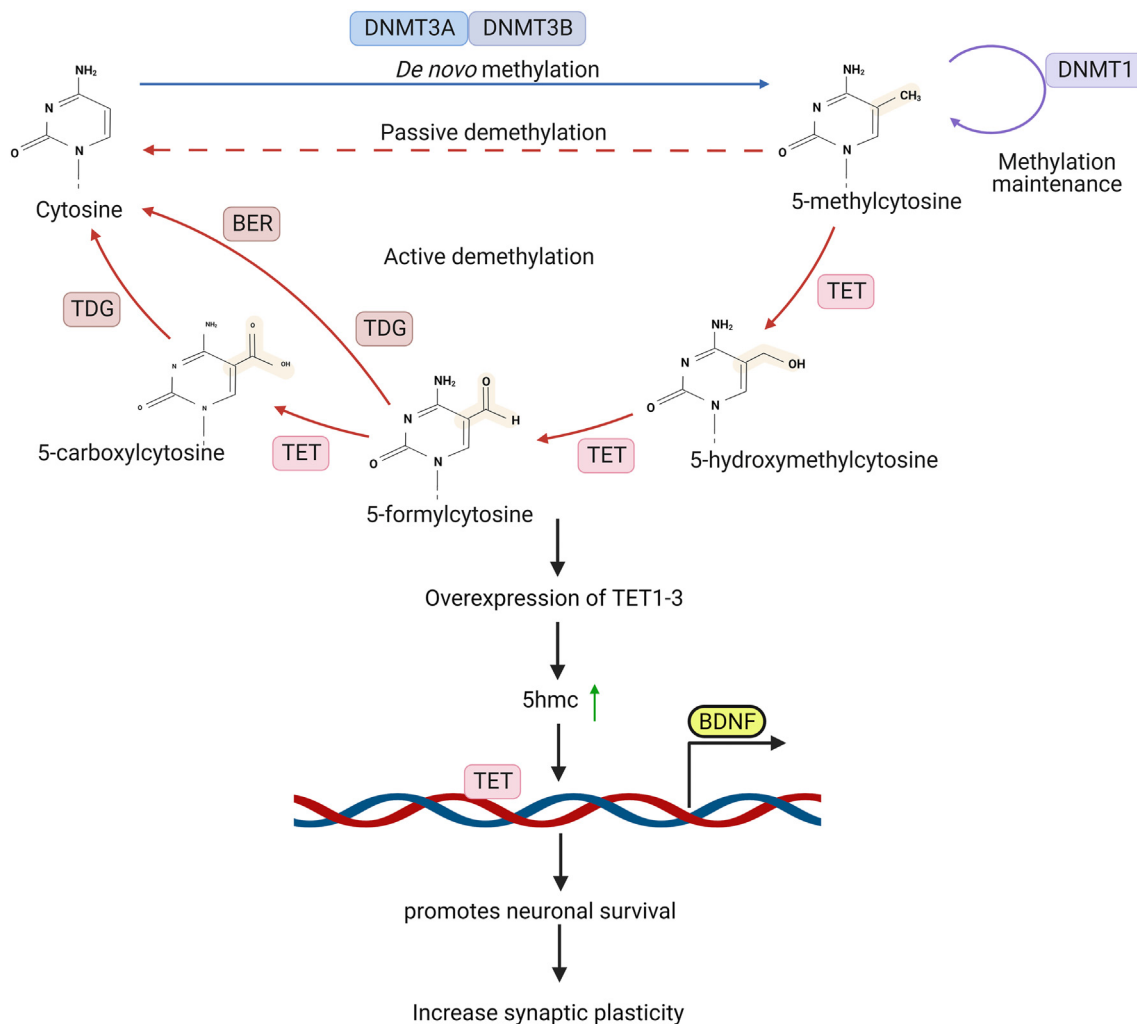 DNMT3A DNMT3B
De novo methylation
DNMT1
NH₂
N
O
N
Cytosine
Passive demethylation
NH₂
CH₃
N
O
N
5-methylcytosine
Methylation
maintenance
BER
Active demethylation
TDG
TDG
TET
NH₂
O
OH
N
O
N
5-carboxylcytosine
TET
NH₂
O
H
N
O
N
5-formylcytosine
TET
NH₂
OH
N
O
N
5-hydroxymethylcytosine
Overexpression of TET1-3
5hmc
BDNF
TET
promotes neuronal survival
Increase synaptic plasticity